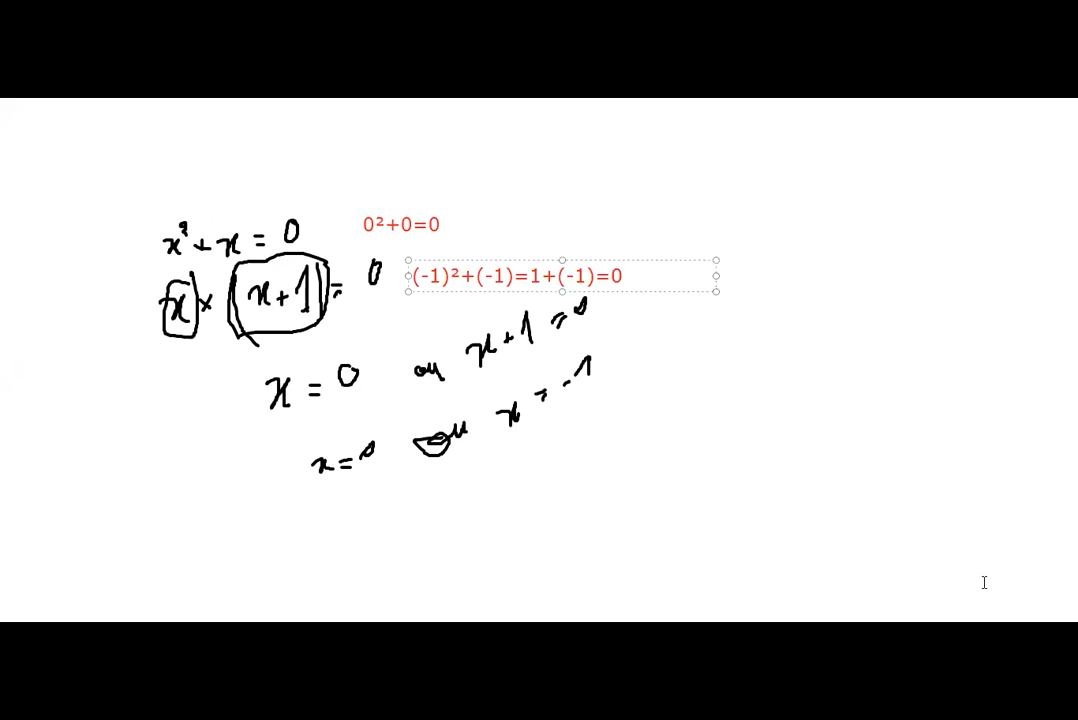 x² + x = 0 0²+0=0
x × (x+1) = 0 (-1)²+(-1)=1+(-1)=0
x = 0 ou x+1 = 0
x = 0 ou x = -1